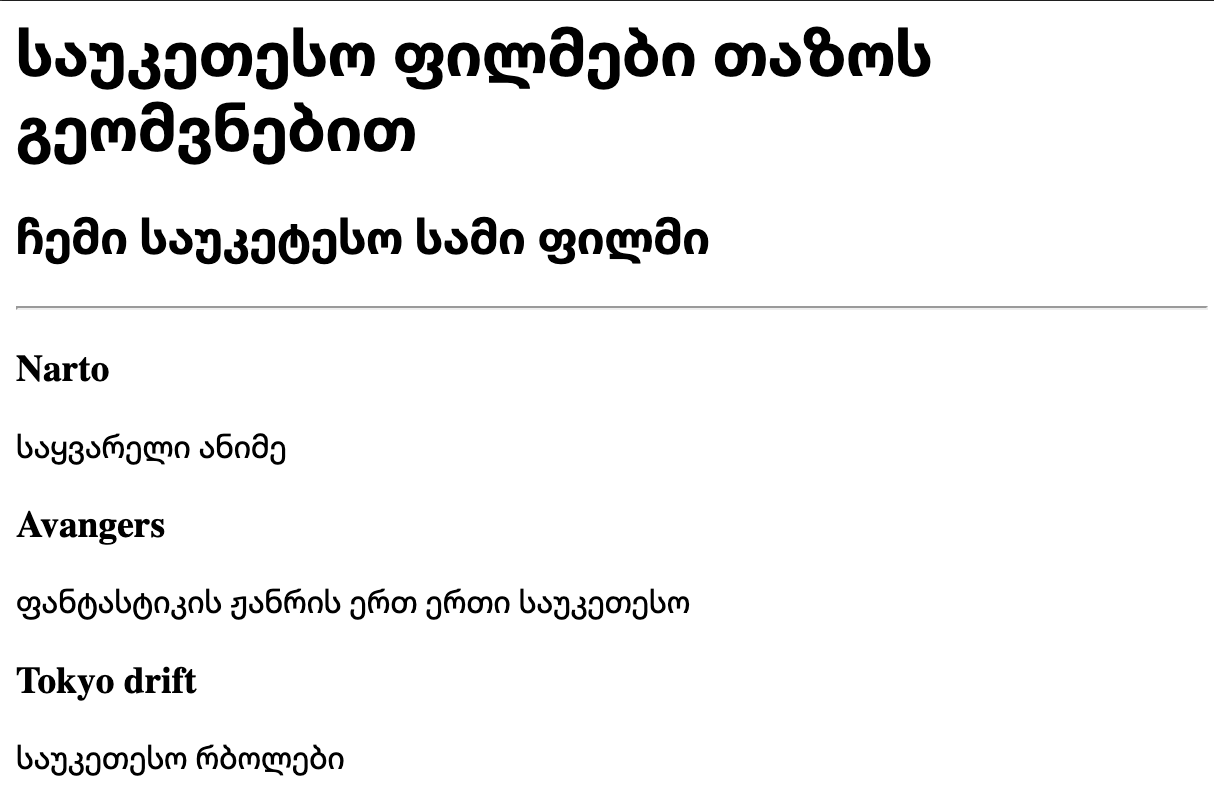 საუკეთესო ფილმები თაზოს
გეომვნებით
ჩემი საუკეტესო სამი ფილმი
Narto
საყვარელი ანიმე
Avangers
ფანტასტიკის ჟანრის ერთ ერთი საუკეთესო
Tokyo drift
საუკეთესო რბოლები